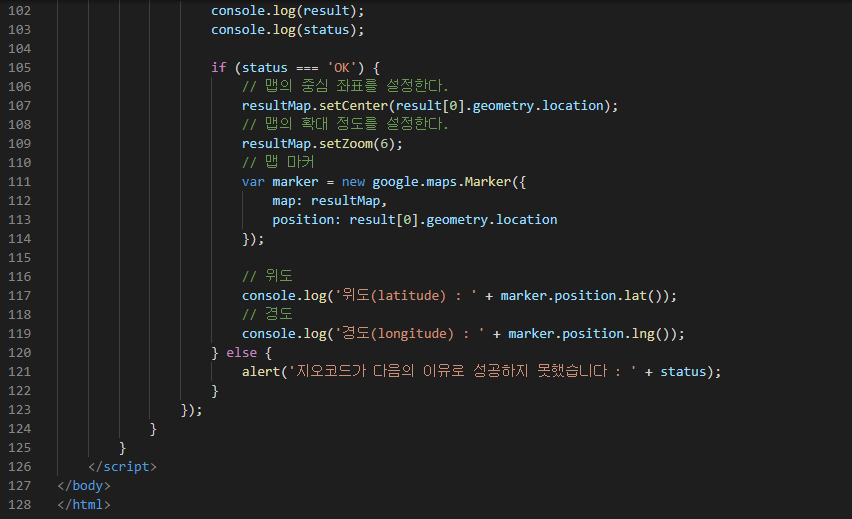 102 console.log(result);
103 console.log(status);
104
105 if (status === 'OK') {
106 // 맵의 중심 좌표를 설정한다.
107 resultMap.setCenter(result[0].geometry.location);
108 // 맵의 확대 정도를 설정한다.
109 resultMap.setZoom(6);
110 // 맵 마커
111 var marker = new google.maps.Marker({
112 map: resultMap,
113 position: result[0].geometry.location
114 });
115
116 // 위도
117 console.log('위도(latitude) : ' + marker.position.lat());
118 // 경도
119 console.log('경도(longitude) : ' + marker.position.lng());
120 } else {
121 alert('지오코드가 다음의 이유로 성공하지 못했습니다 : ' + status);
122 }
123 });
124 }
125 }
126 </script>
127 </body>
128 </html>